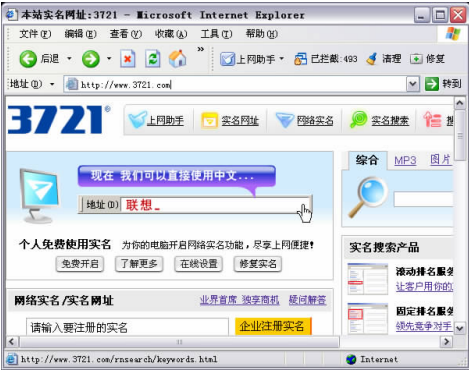 本站实名网址:3721 - Microsoft Internet Explorer
文件(F) 编辑(E) 查看(V) 收藏(A) 工具(T) 帮助(H)
后退 » 上网助手 已拦截:493 清理 修复
地址(D) http://www.3721.com 转到
3721® 上网助手 实名网址 网络实名 实名搜索
现在 我们可以直接使用中文...
地址(D) 联想_
综合 MP3 图片
个人免费使用实名 为你的电脑开启网络实名功能，尽享上网便捷!
免费开启 了解更多 在线设置 修复实名
实名搜索产品
滚动排名服务
让客户用你的
网络实名/实名网址 业界首席 独享商机 疑问解答
固定排名服务
领先竞争对手
请输入要注册的实名 企业注册实名
http://www.3721.com/rnsearch/keywords.html Internet